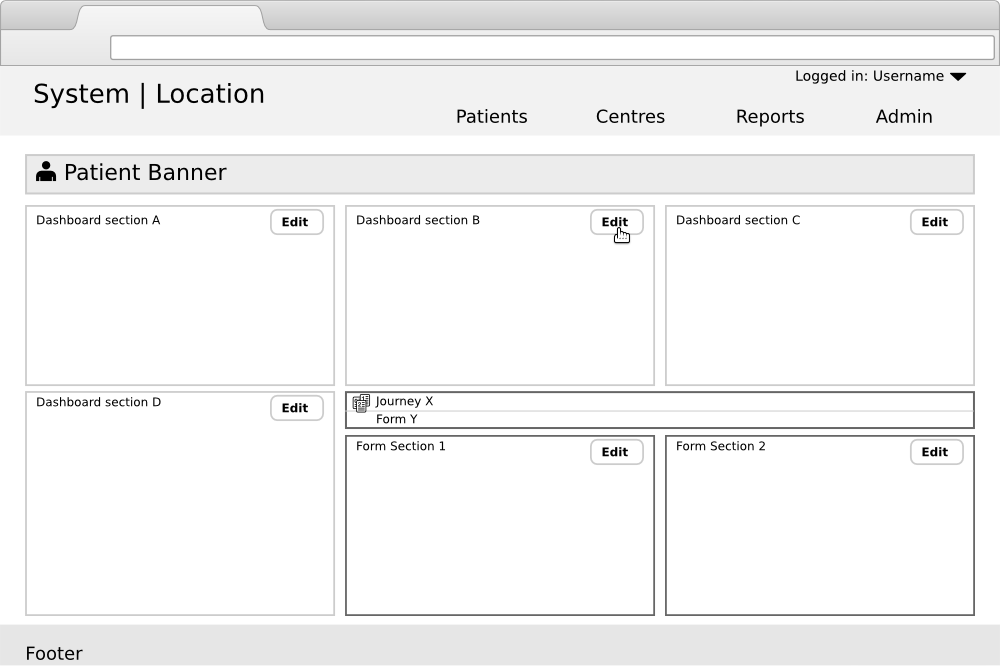 Logged in: Username
System | Location
Patients Centres Reports Admin
Patient Banner
Dashboard section A
Edit
Dashboard section B
Edit
Dashboard section C
Edit
Dashboard section D
Edit
Journey X
Form Y
Form Section 1
Edit
Form Section 2
Edit
Footer